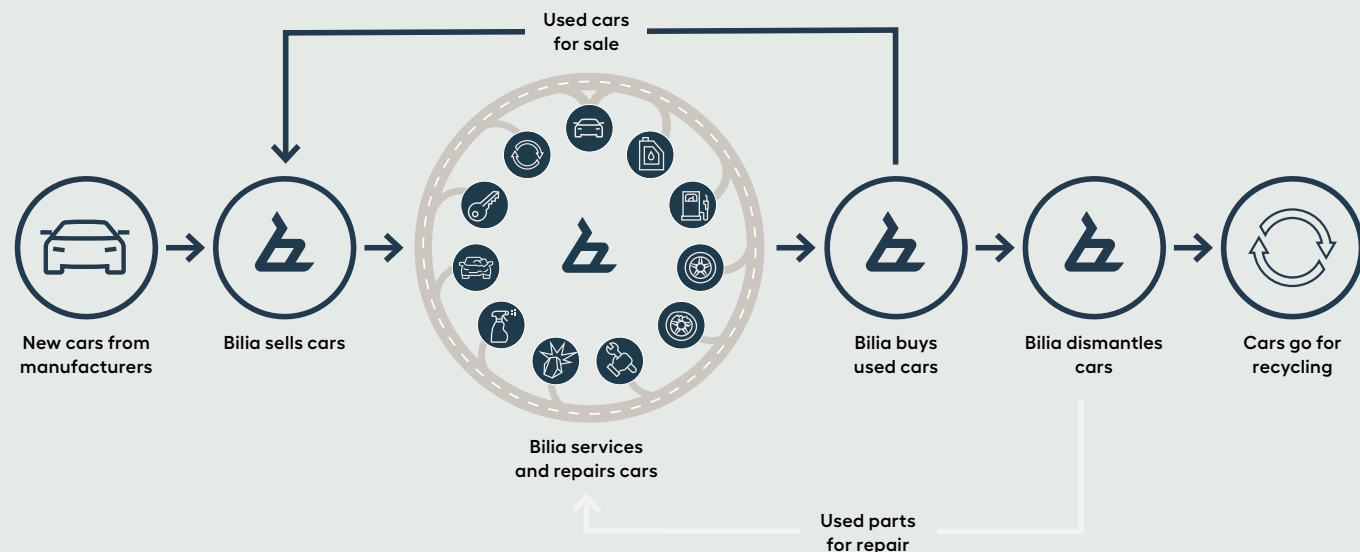 Used cars
for sale
New cars from
manufacturers
Bilia sells cars
Bilia services
and repairs cars
Bilia buys
used cars
Bilia dismantles
cars
Cars go for
recycling
Used parts
for repair